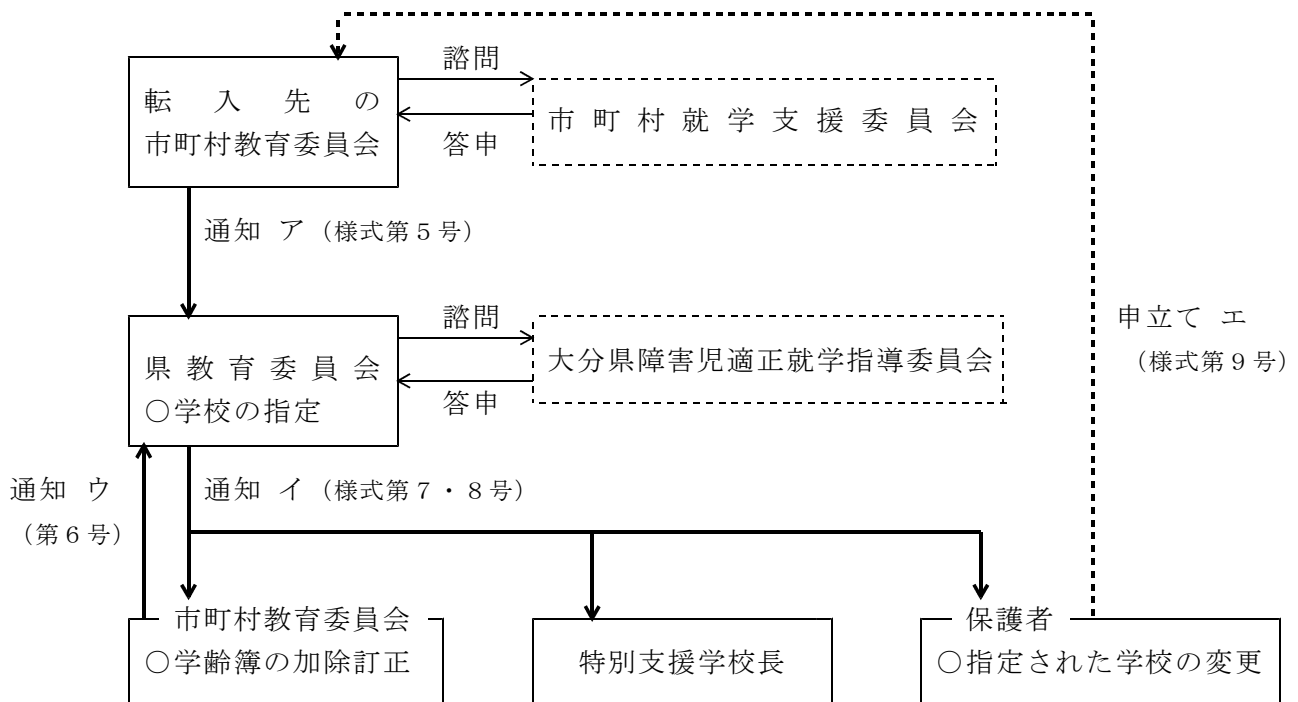 諮問
転入先の
市町村教育委員会
市町村就学支援委員会
答申
通知 ア（様式第５号）
諮問
申立て エ
（様式第９号）
県教育委員会
○学校の指定
大分県障害児適正就学指導委員会
答申
通知 ウ
（第６号）
通知 イ（様式第７・８号）
市町村教育委員会
○学齢簿の加除訂正
特別支援学校長
保護者
○指定された学校の変更